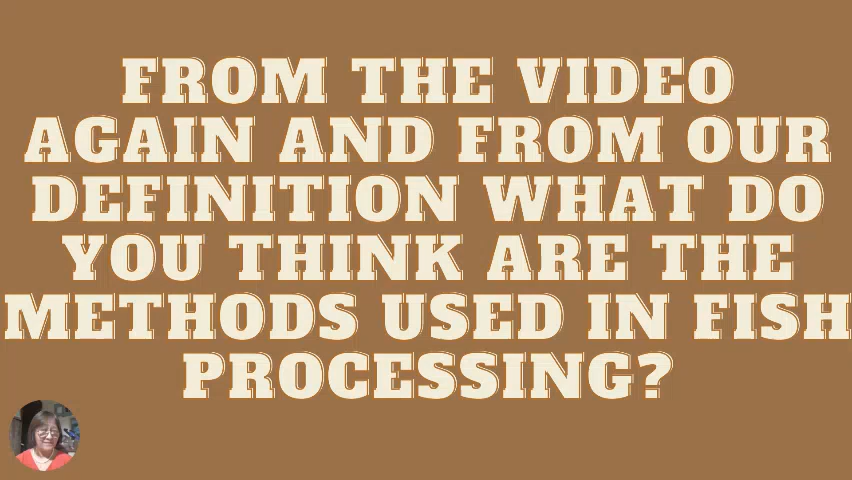 FROM THE VIDEO
AGAIN AND FROM OUR
DEFINITION WHAT DO
YOU THINK ARE THE
METHODS USED IN FISH
PROCESSING?